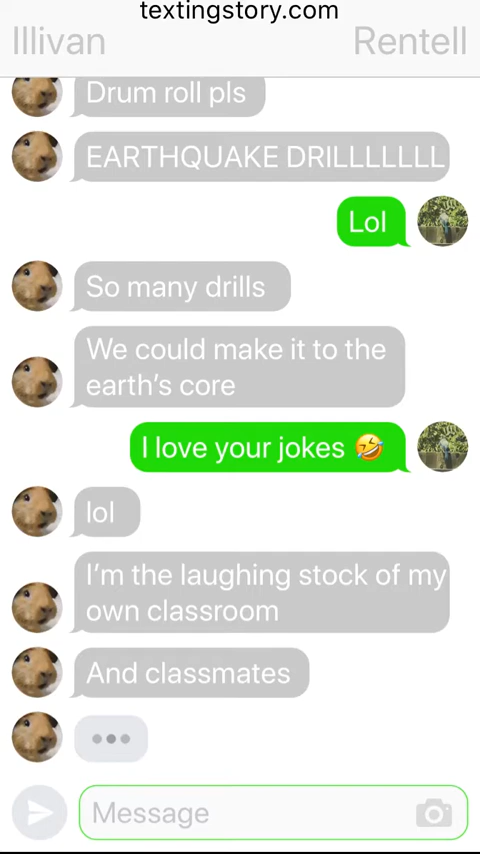 textingstory.com
Illivan
Rentell
Drum roll pls
EARTHQUAKE DRILLLLLLL
Lol
So many drills
We could make it to the
earth’s core
I love your jokes 🤣
lol
I’m the laughing stock of my
own classroom
And classmates
Message